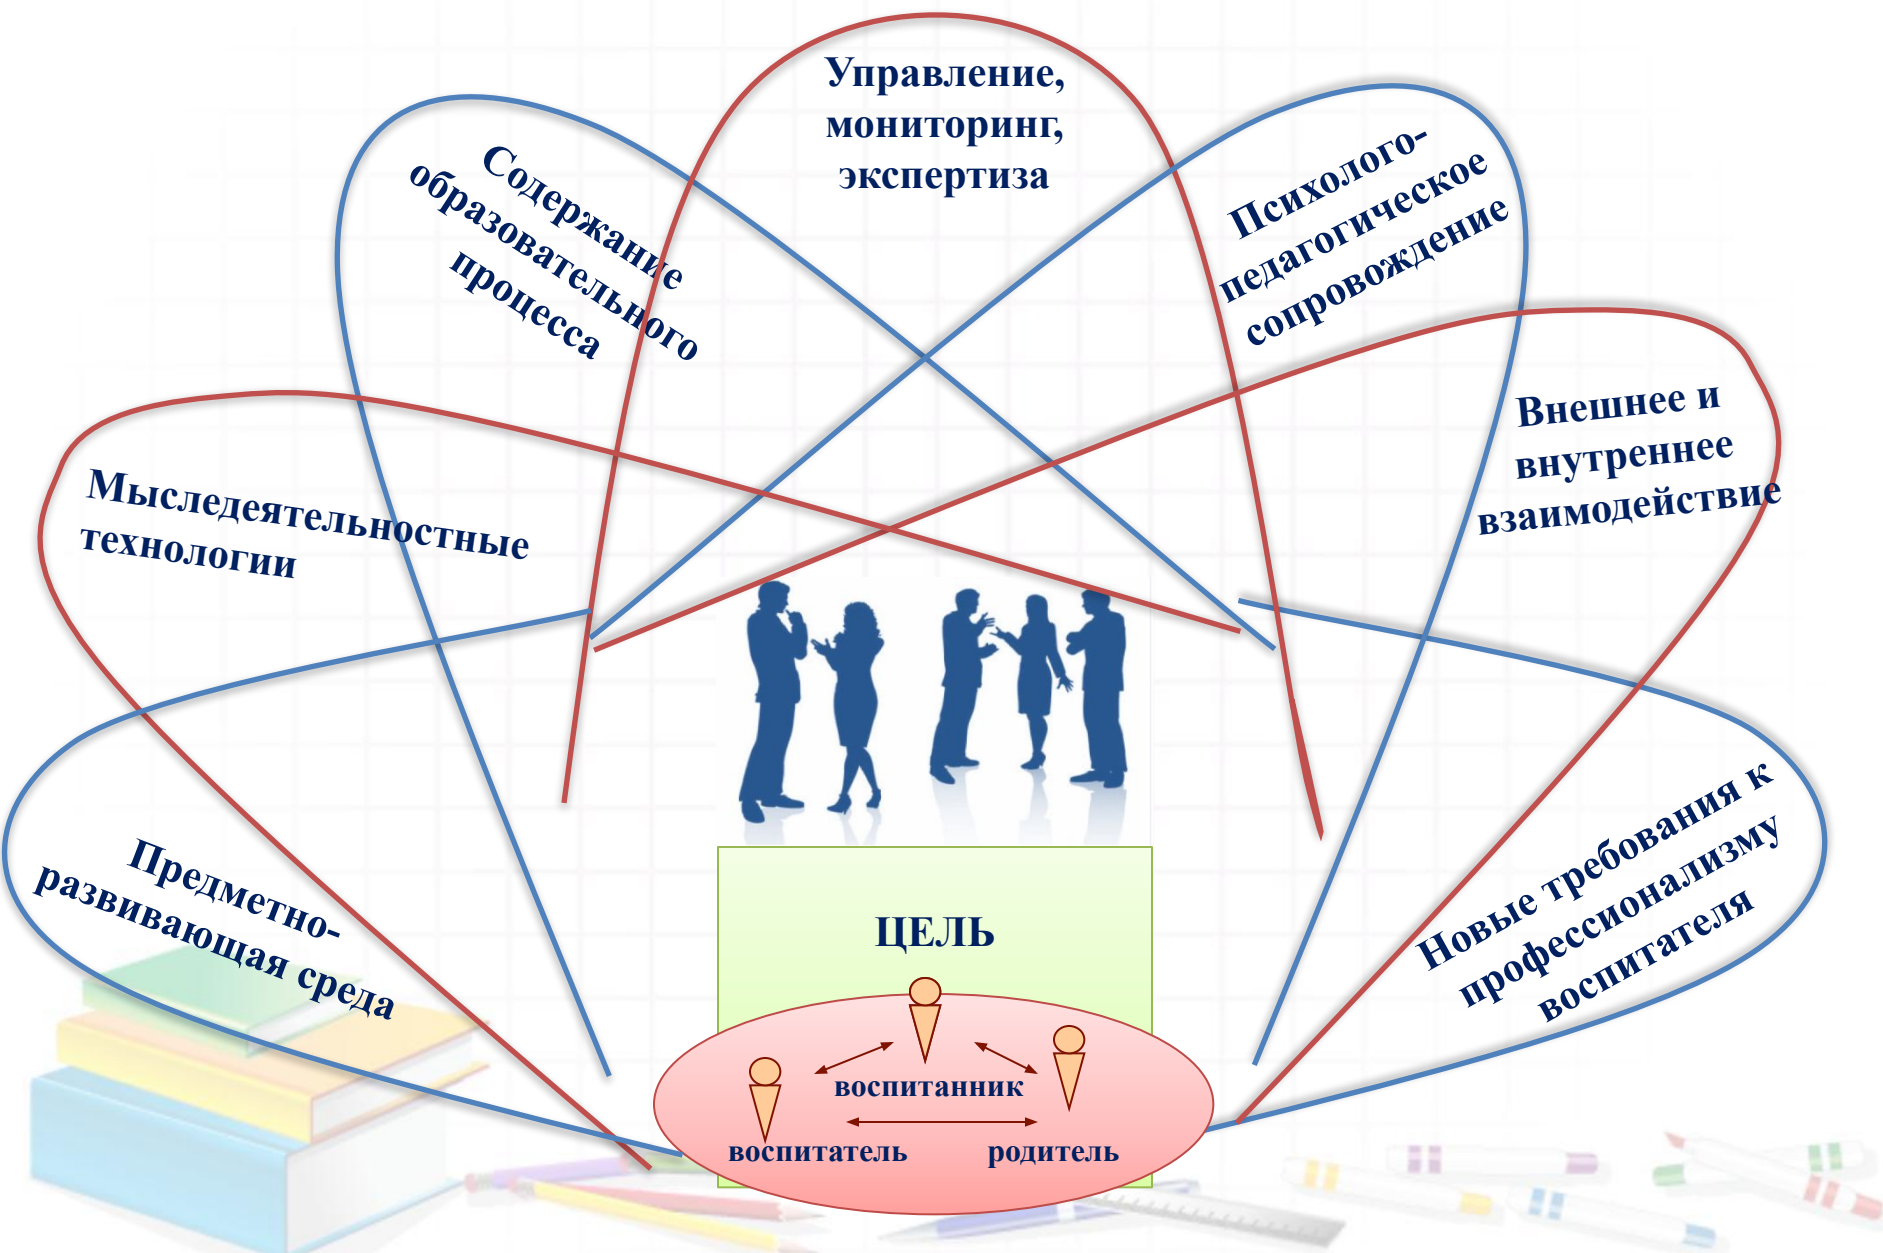 Управление,
мониторинг,
экспертиза
Содержание
образовательного
процесса
Психолого-
педагогическое
сопровождение
Мыследеятельностные
технологии
Внешнее и
внутреннее
взаимодействие
Предметно-
развивающая среда
Новые требования к
профессионализму
воспитателя
ЦЕЛЬ
воспитанник
воспитатель
родитель